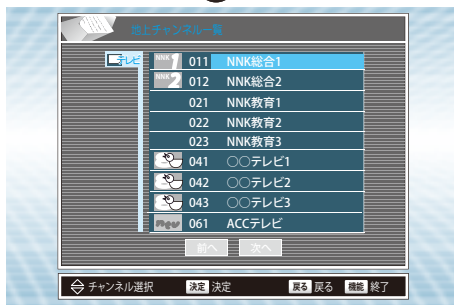 地上チャンネル一覧
テレビ
NNK1 011 NNK総合1
NNK2 012 NNK総合2
021 NNK教育1
022 NNK教育2
023 NNK教育3
041 ○○テレビ1
042 ○○テレビ2
043 ○○テレビ3
new 061 ACCテレビ
前へ 次へ
チャンネル選択 決定 決定 戻る 戻る 機能 終了